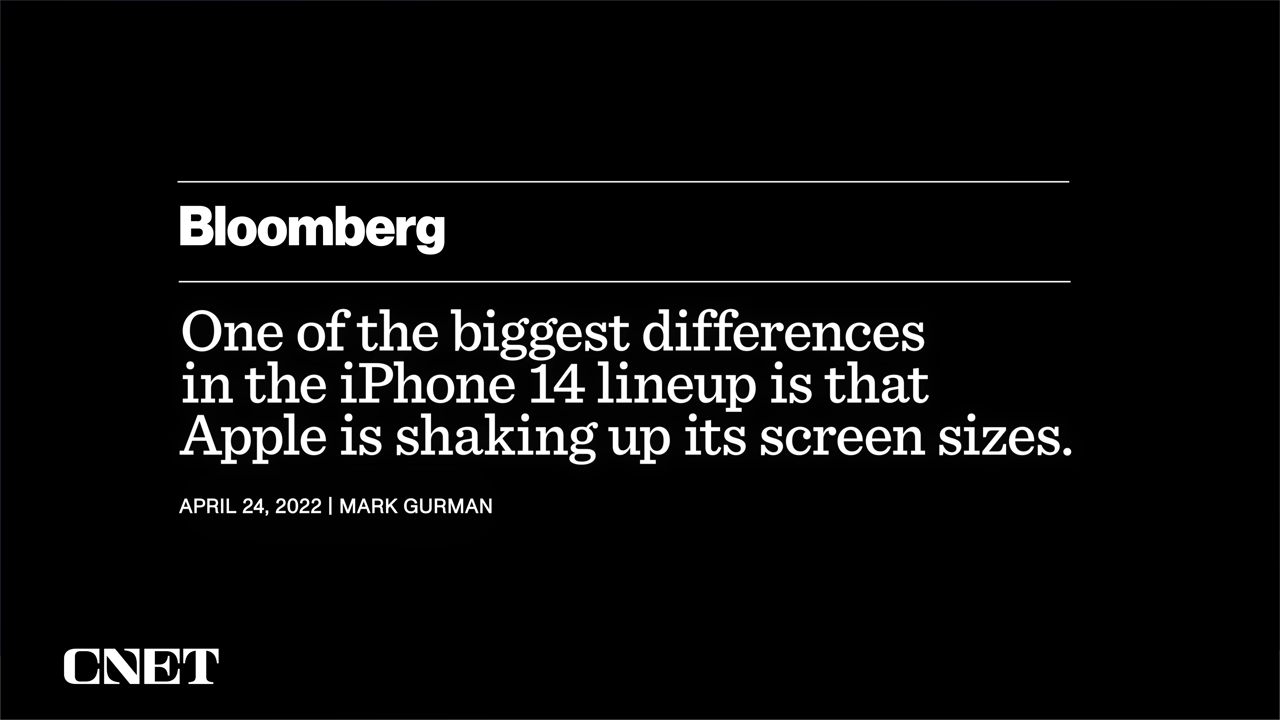 Bloomberg
One of the biggest differences
in the iPhone 14 lineup is that
Apple is shaking up its screen sizes.
APRIL 24, 2022 | MARK GURMAN
CNET